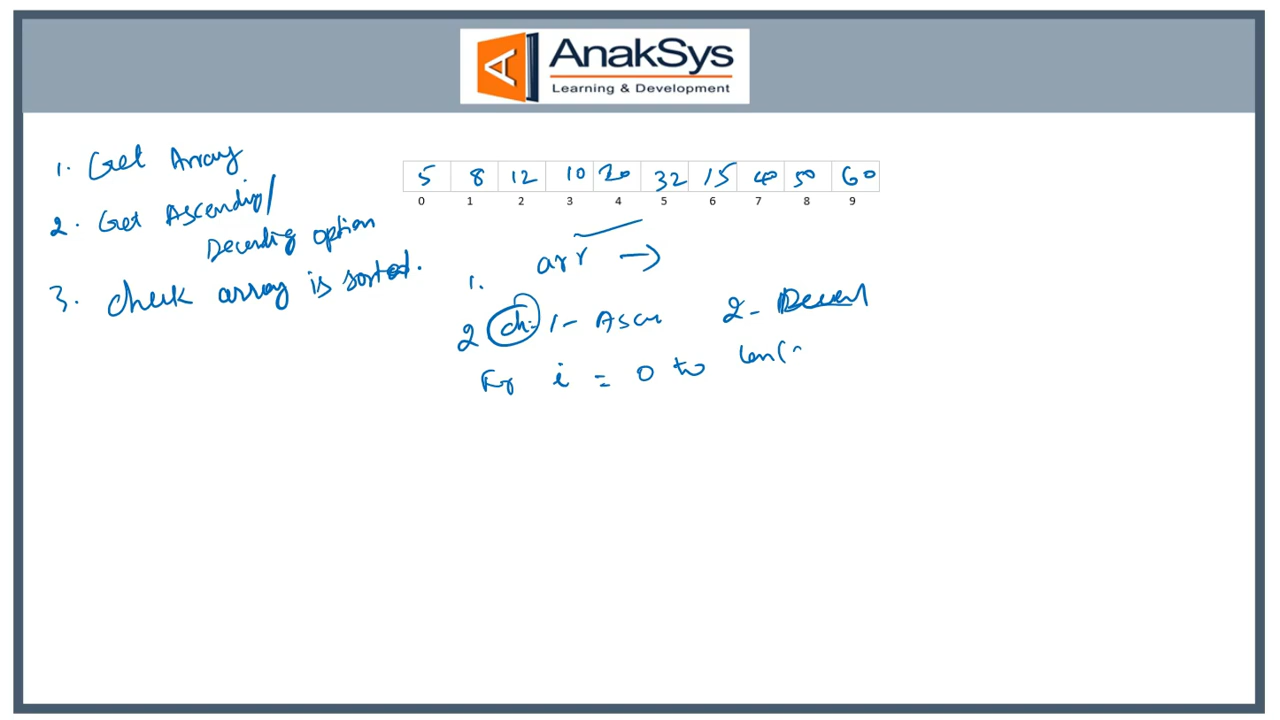 AnakSys
Learning & Development
1. Get Array
2. Get Ascending/
Decending option
3. check array is sorted.
5 8 12 10 20 32 15 40 50 60
0 1 2 3 4 5 6 7 8 9
1. arr →
2 ch: 1- Ascen 2-
For i = 0 to len(